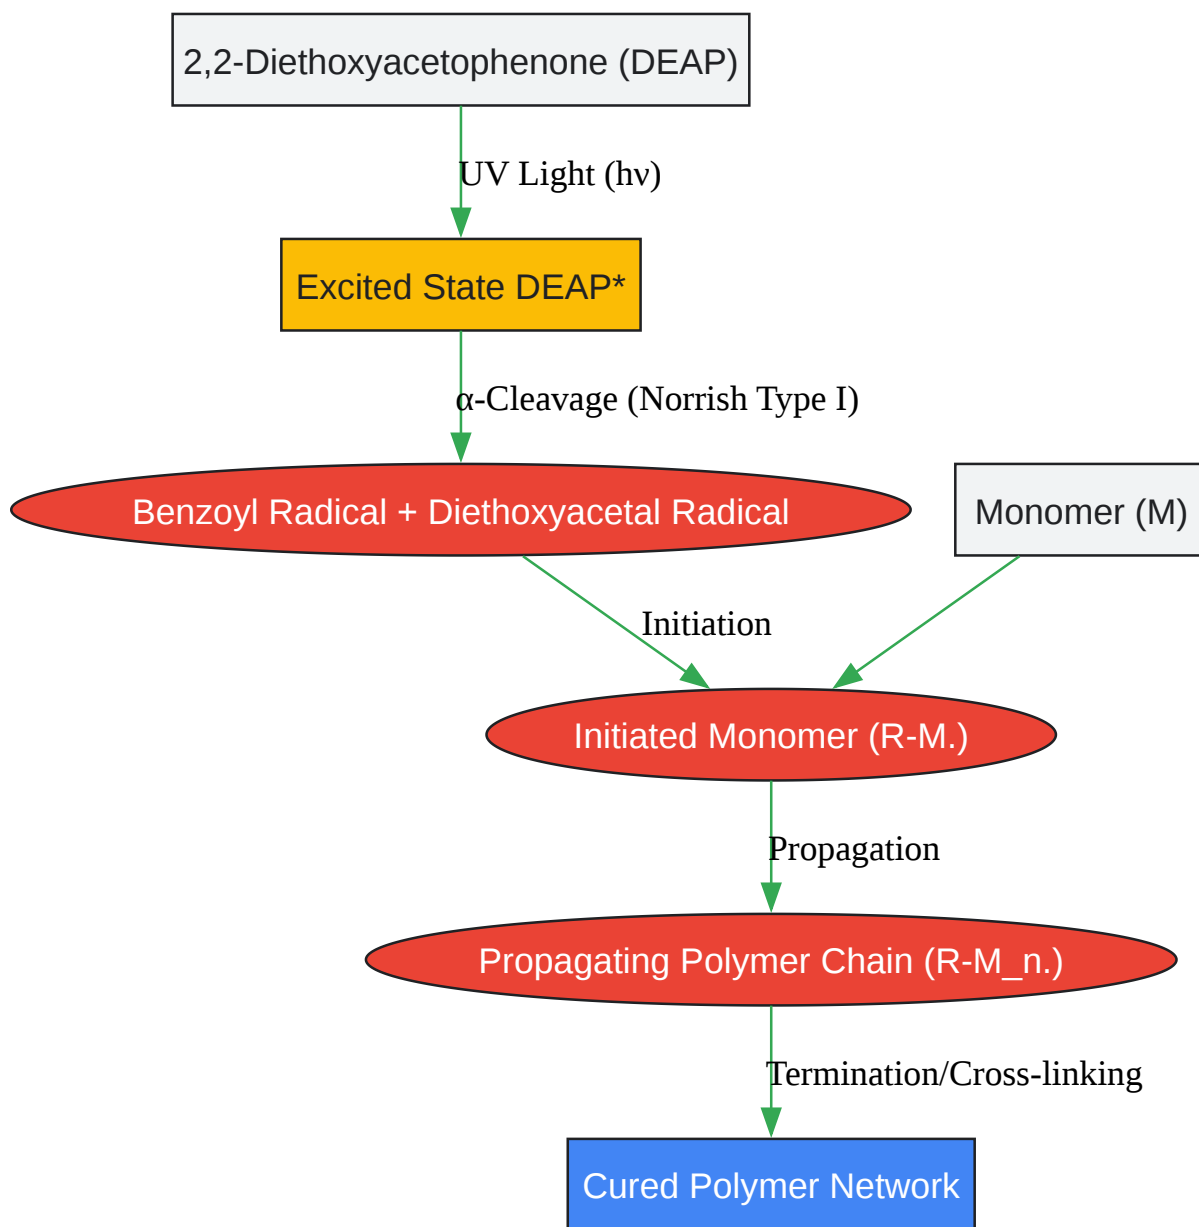 2,2-Diethoxyacetophenone (DEAP)
UV Light (hν)
Excited State DEAP*
α-Cleavage (Norrish Type I)
Benzoyl Radical + Diethoxyacetal Radical
Monomer (M)
Initiation
Initiated Monomer (R-M.)
Propagation
Propagating Polymer Chain (R-M_n.)
Termination/Cross-linking
Cured Polymer Network